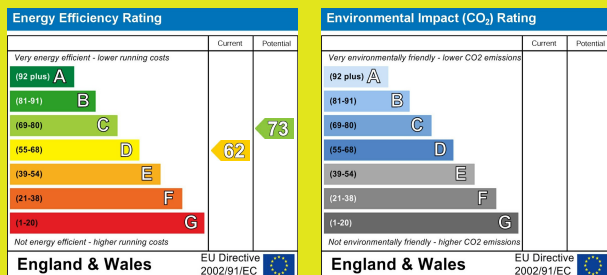 Energy Efficiency Rating
Current Potential
Very energy efficient - lower running costs
(92 plus) A
(81-91) B
(69-80) C
73
(55-68) D
62
(39-54) E
(21-38) F
(1-20) G
Not energy efficient - higher running costs
England & Wales
EU Directive
2002/91/EC
Environmental Impact (CO₂) Rating
Current Potential
Very environmentally friendly - lower CO2 emissions
(92 plus) A
(81-91) B
(69-80) C
(55-68) D
(39-54) E
(21-38) F
(1-20) G
Not environmentally friendly - higher CO2 emissions
England & Wales
EU Directive
2002/91/EC